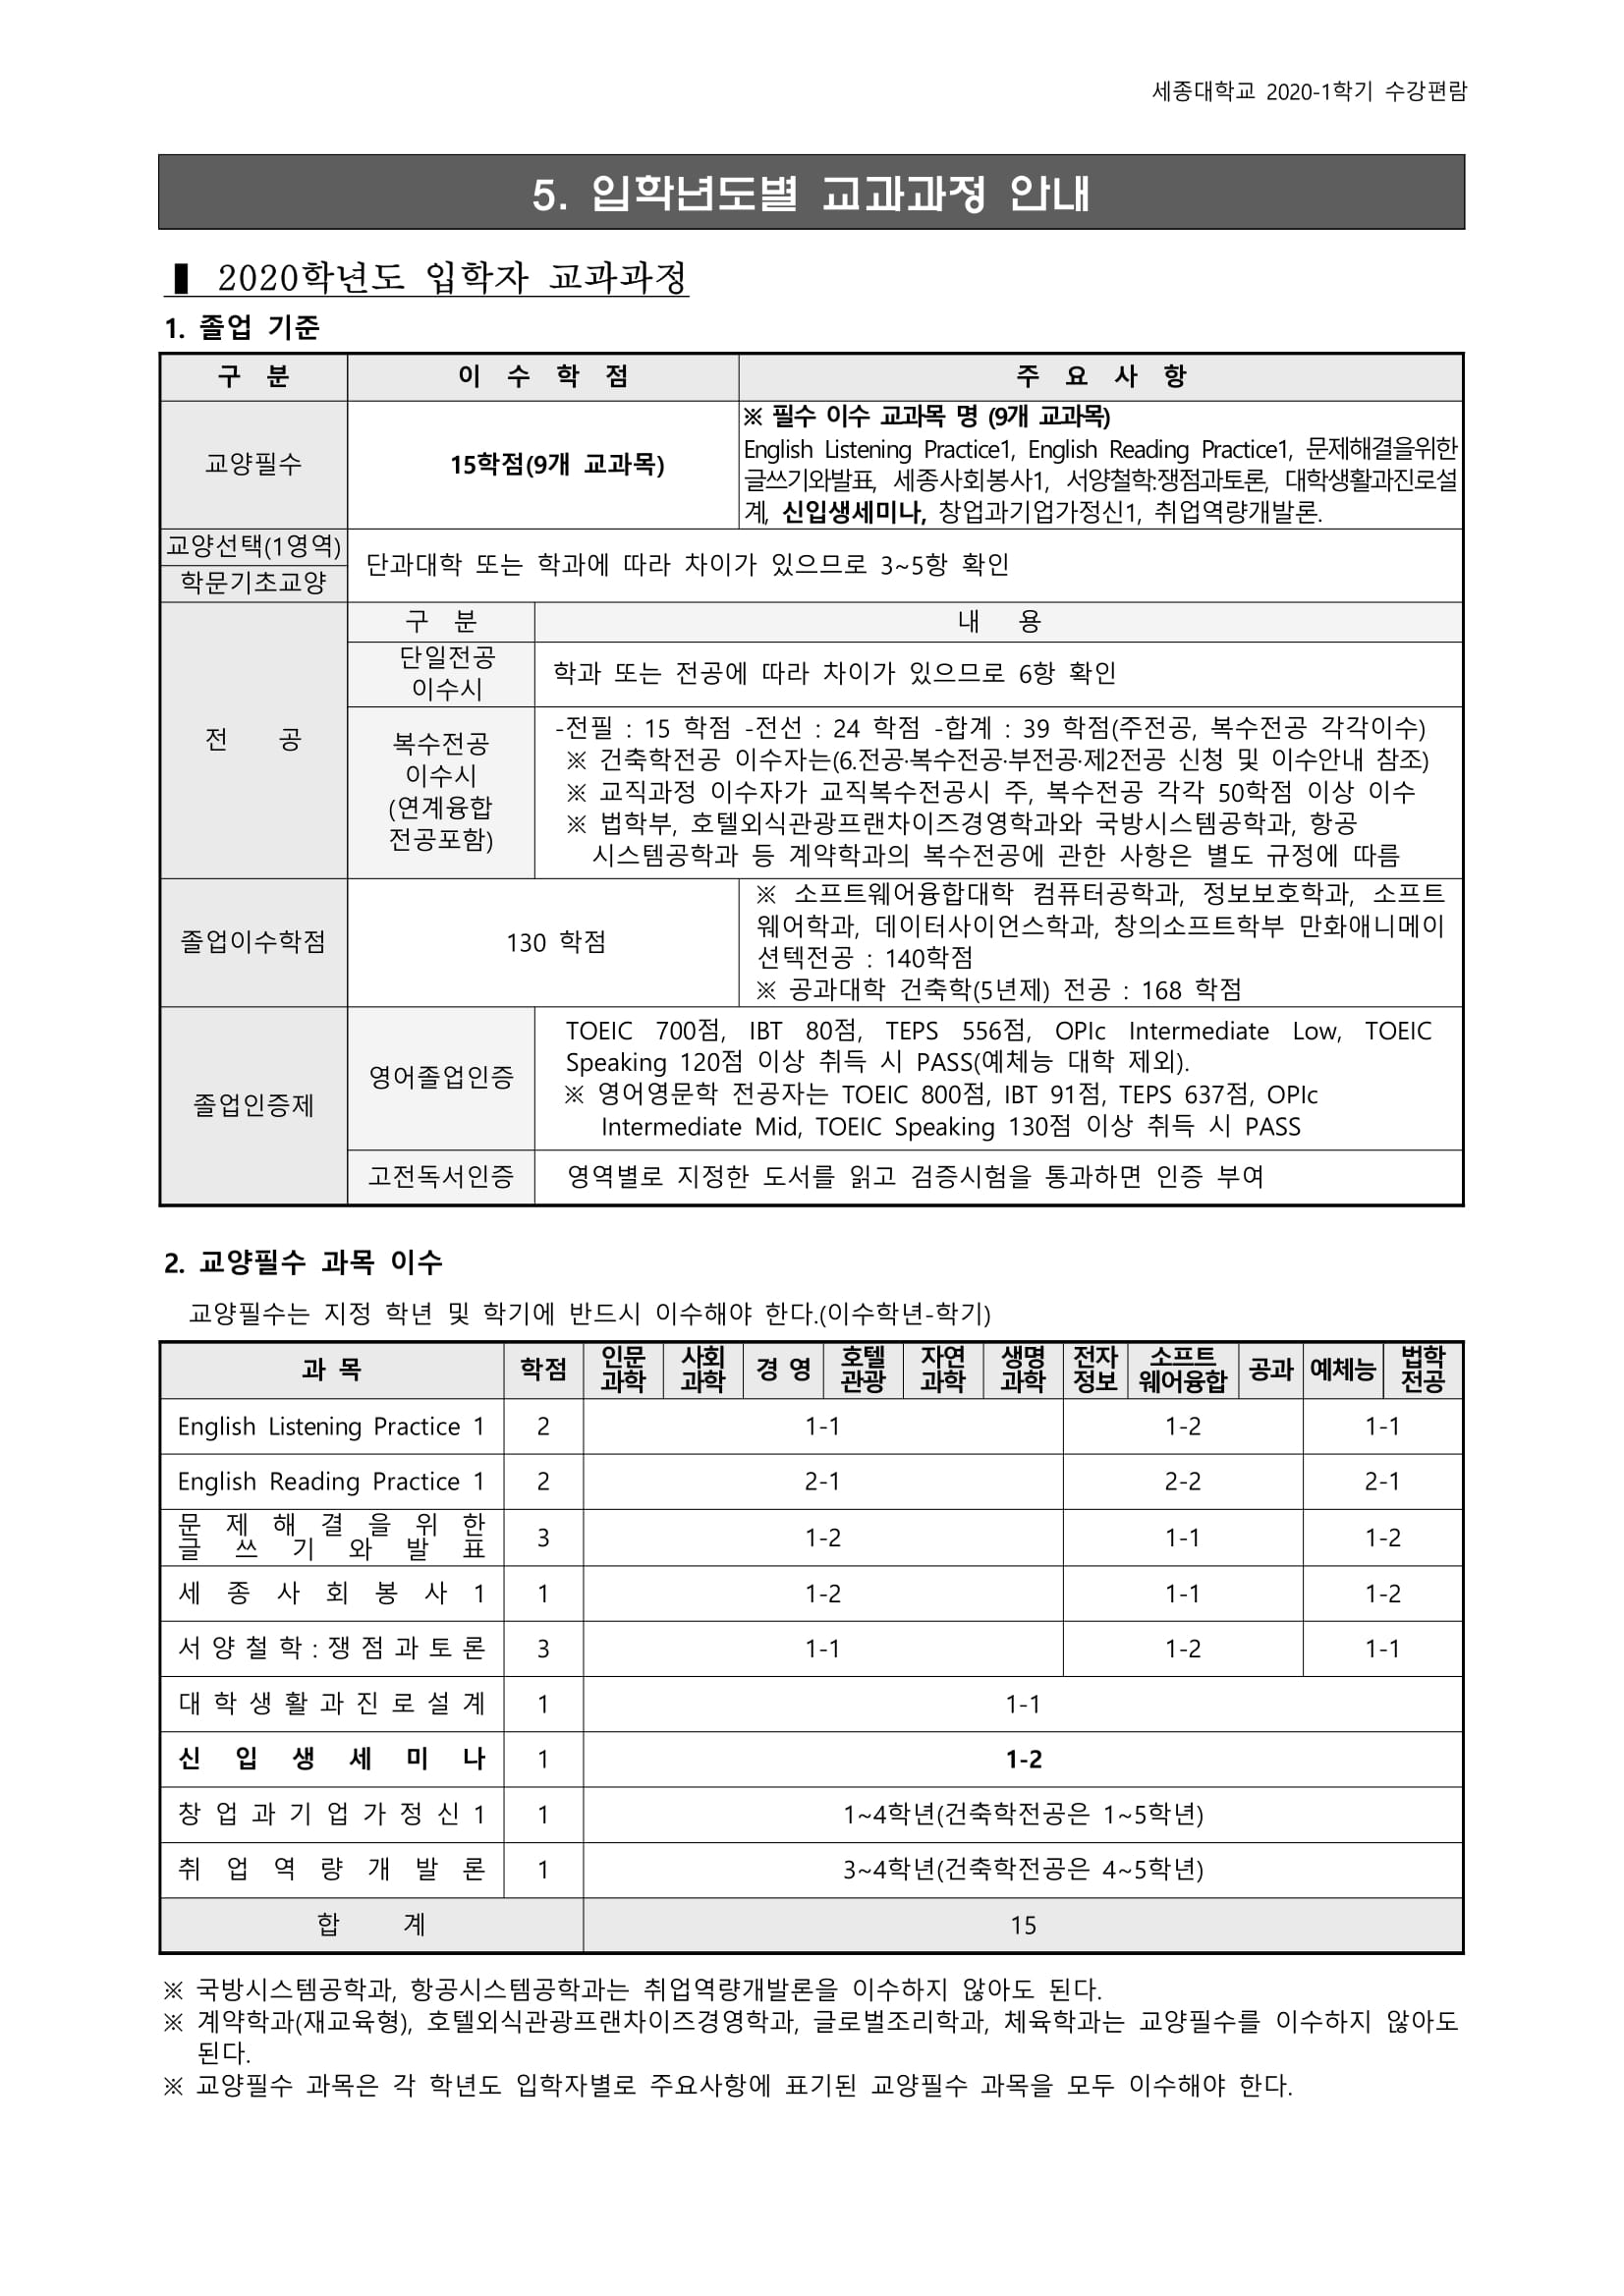 세종대학교 2020-1학기 수강편람
5. 입학년도별 교과과정 안내
▮ 2020학년도 입학자 교과과정
1. 졸업 기준
구 분 이 수 학 점 주 요 사 항
교양필수 15학점(9개 교과목)
※ 필수 이수 교과목 명 (9개 교과목)
English Listening Practice1, English Reading Practice1, 문제해결을위한
글쓰기와발표, 세종사회봉사1, 서양철학:쟁점과토론, 대학생활과진로설
계, 신입생세미나, 창업과기업가정신1, 취업역량개발론.
교양선택(1영역)
학문기초교양
단과대학 또는 학과에 따라 차이가 있으므로 3~5항 확인
전 공
구 분 내 용
단일전공
이수시
학과 또는 전공에 따라 차이가 있으므로 6항 확인
복수전공
이수시
(연계융합
전공포함)
-전필 : 15 학점 -전선 : 24 학점 -합계 : 39 학점(주전공, 복수전공 각각이수)
※ 건축학전공 이수자는(6.전공·복수전공·부전공·제2전공 신청 및 이수안내 참조)
※ 교직과정 이수자가 교직복수전공시 주, 복수전공 각각 50학점 이상 이수
※ 법학부, 호텔외식관광프랜차이즈경영학과와 국방시스템공학과, 항공
시스템공학과 등 계약학과의 복수전공에 관한 사항은 별도 규정에 따름
졸업이수학점 130 학점
※ 소프트웨어융합대학 컴퓨터공학과, 정보보호학과, 소프트
웨어학과, 데이터사이언스학과, 창의소프트학부 만화애니메이
션텍전공 : 140학점
※ 공과대학 건축학(5년제) 전공 : 168 학점
졸업인증제
영어졸업인증
TOEIC 700점, IBT 80점, TEPS 556점, OPIc Intermediate Low, TOEIC
Speaking 120점 이상 취득 시 PASS(예체능 대학 제외).
※ 영어영문학 전공자는 TOEIC 800점, IBT 91점, TEPS 637점, OPIc
Intermediate Mid, TOEIC Speaking 130점 이상 취득 시 PASS
고전독서인증 영역별로 지정한 도서를 읽고 검증시험을 통과하면 인증 부여
2. 교양필수 과목 이수
교양필수는 지정 학년 및 학기에 반드시 이수해야 한다.(이수학년-학기)
과 목 학점 인문과학 사회과학 경 영 호텔관광 자연과학 생명과학 전자정보 소프트웨어융합 공과 예체능 법학전공
English Listening Practice 1 2 1-1 1-2 1-1
English Reading Practice 1 2 2-1 2-2 2-1
문 제 해 결 을 위 한
글 쓰 기 와 발 표
3 1-2 1-1 1-2
세 종 사 회 봉 사 1 1 1-2 1-1 1-2
서 양 철 학 : 쟁 점 과 토 론 3 1-1 1-2 1-1
대 학 생 활 과 진 로 설 계 1 1-1
신 입 생 세 미 나 1 1-2
창 업 과 기 업 가 정 신 1 1 1~4학년(건축학전공은 1~5학년)
취 업 역 량 개 발 론 1 3~4학년(건축학전공은 4~5학년)
합 계 15
※ 국방시스템공학과, 항공시스템공학과는 취업역량개발론을 이수하지 않아도 된다.
※ 계약학과(재교육형), 호텔외식관광프랜차이즈경영학과, 글로벌조리학과, 체육학과는 교양필수를 이수하지 않아도
된다.
※ 교양필수 과목은 각 학년도 입학자별로 주요사항에 표기된 교양필수 과목을 모두 이수해야 한다.